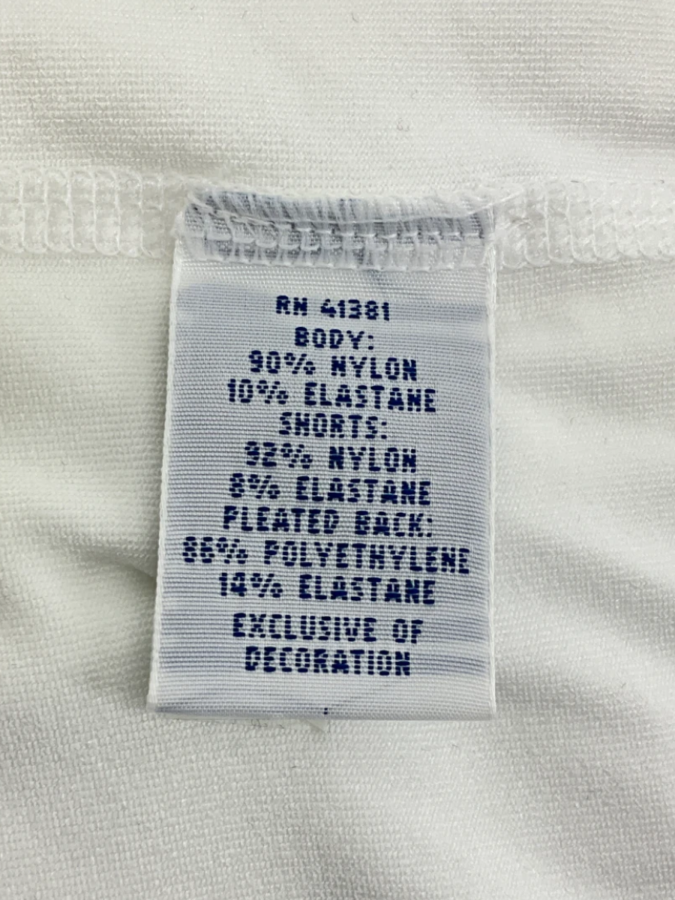 RN 41381
BODY:
90% NYLON
10% ELASTANE
SHORTS:
92% NYLON
8% ELASTANE
PLEATED BACK:
86% POLYETHYLENE
14% ELASTANE
EXCLUSIVE OF
DECORATION